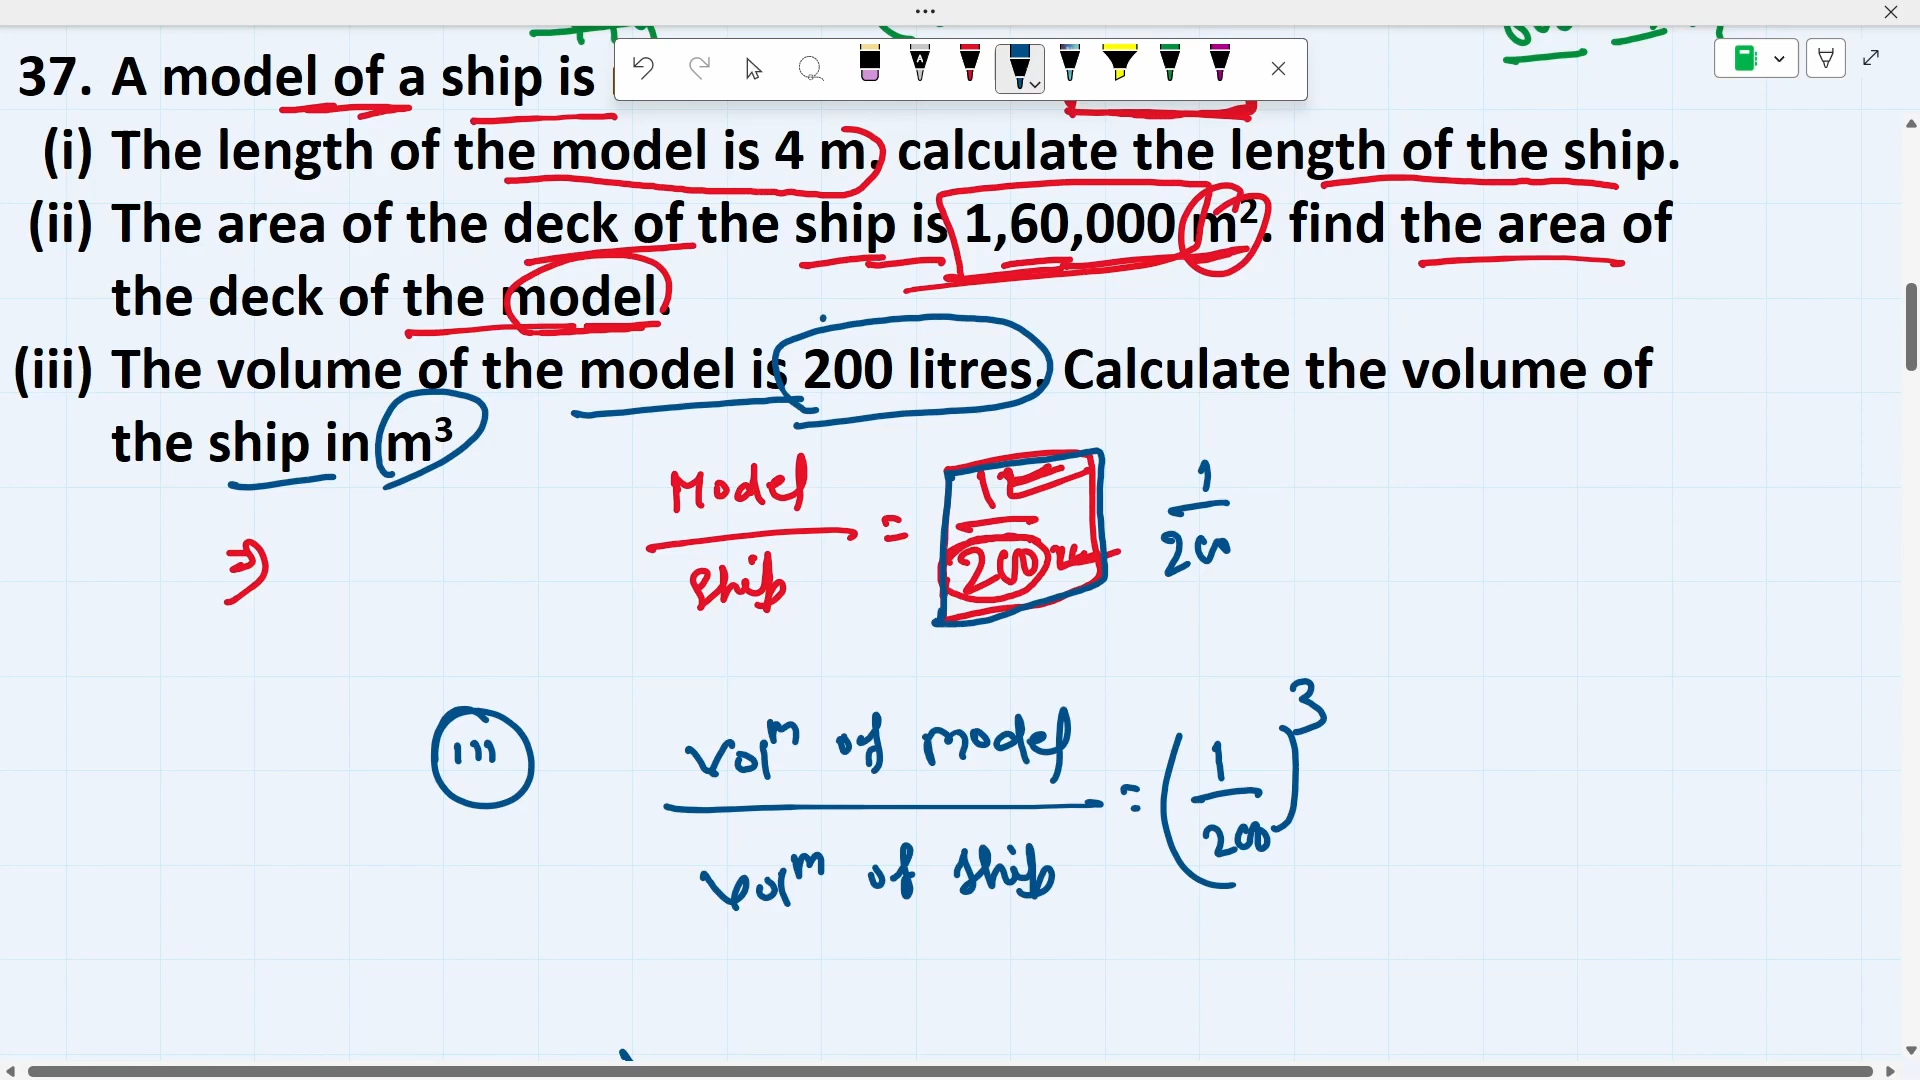 37. A model of a ship is
(i) The length of the model is 4 m. calculate the length of the ship.
(ii) The area of the deck of the ship is 1,60,000 m². find the area of
the deck of the model.
(iii) The volume of the model is 200 litres. Calculate the volume of
the ship in m³
Model
ship
=
1
200
1
200
⇒
iii
Volᵐ of model
Volᵐ of ship
= (1/200)³